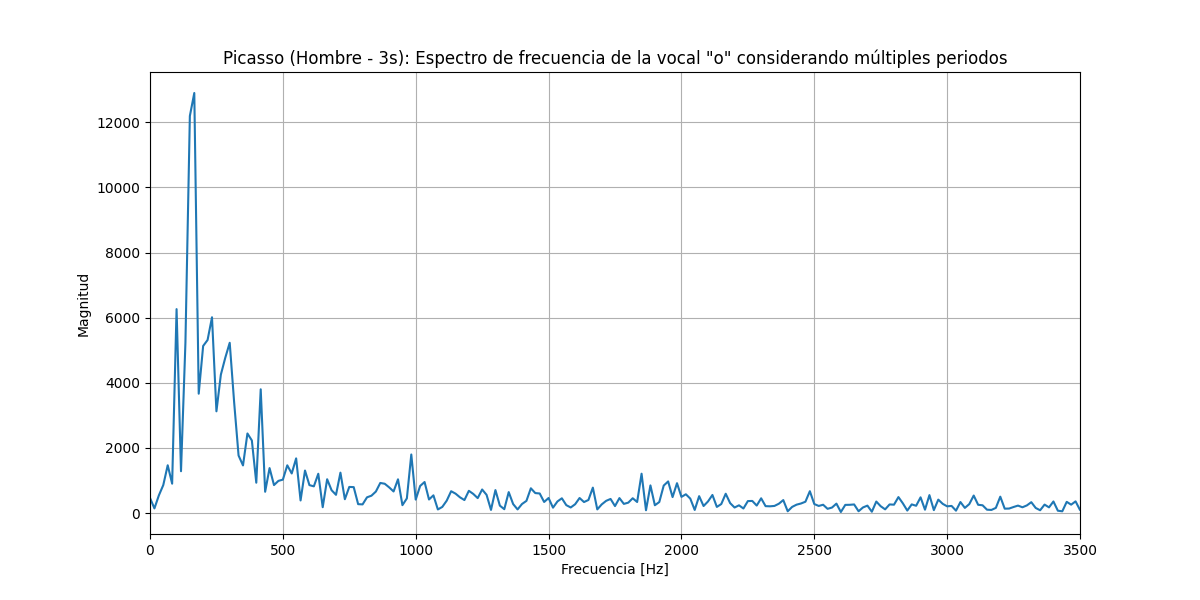 Picasso (Hombre - 3s): Espectro de frecuencia de la vocal "o" considerando múltiples periodos
Magnitud
12000
10000
8000
6000
4000
2000
0
0 500 1000 1500 2000 2500 3000 3500
Frecuencia [Hz]